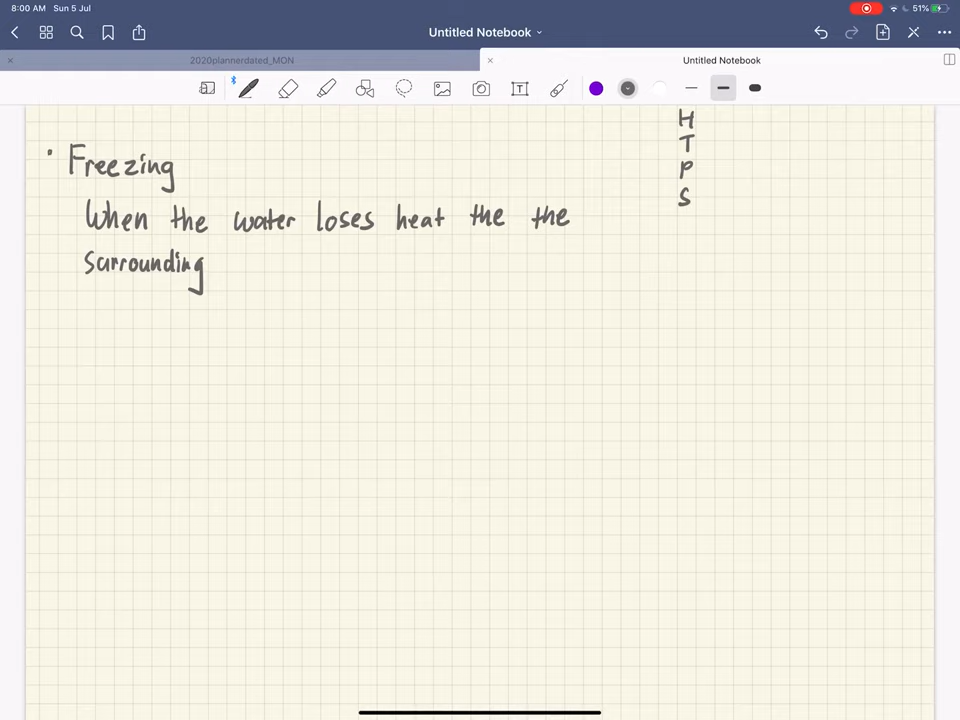 8:00 AM Sun 5 Jul
51%
Untitled Notebook
2020plannerdated_MON
Untitled Notebook
T
H
T
P
S
• Freezing
When the water loses heat the the
surrounding